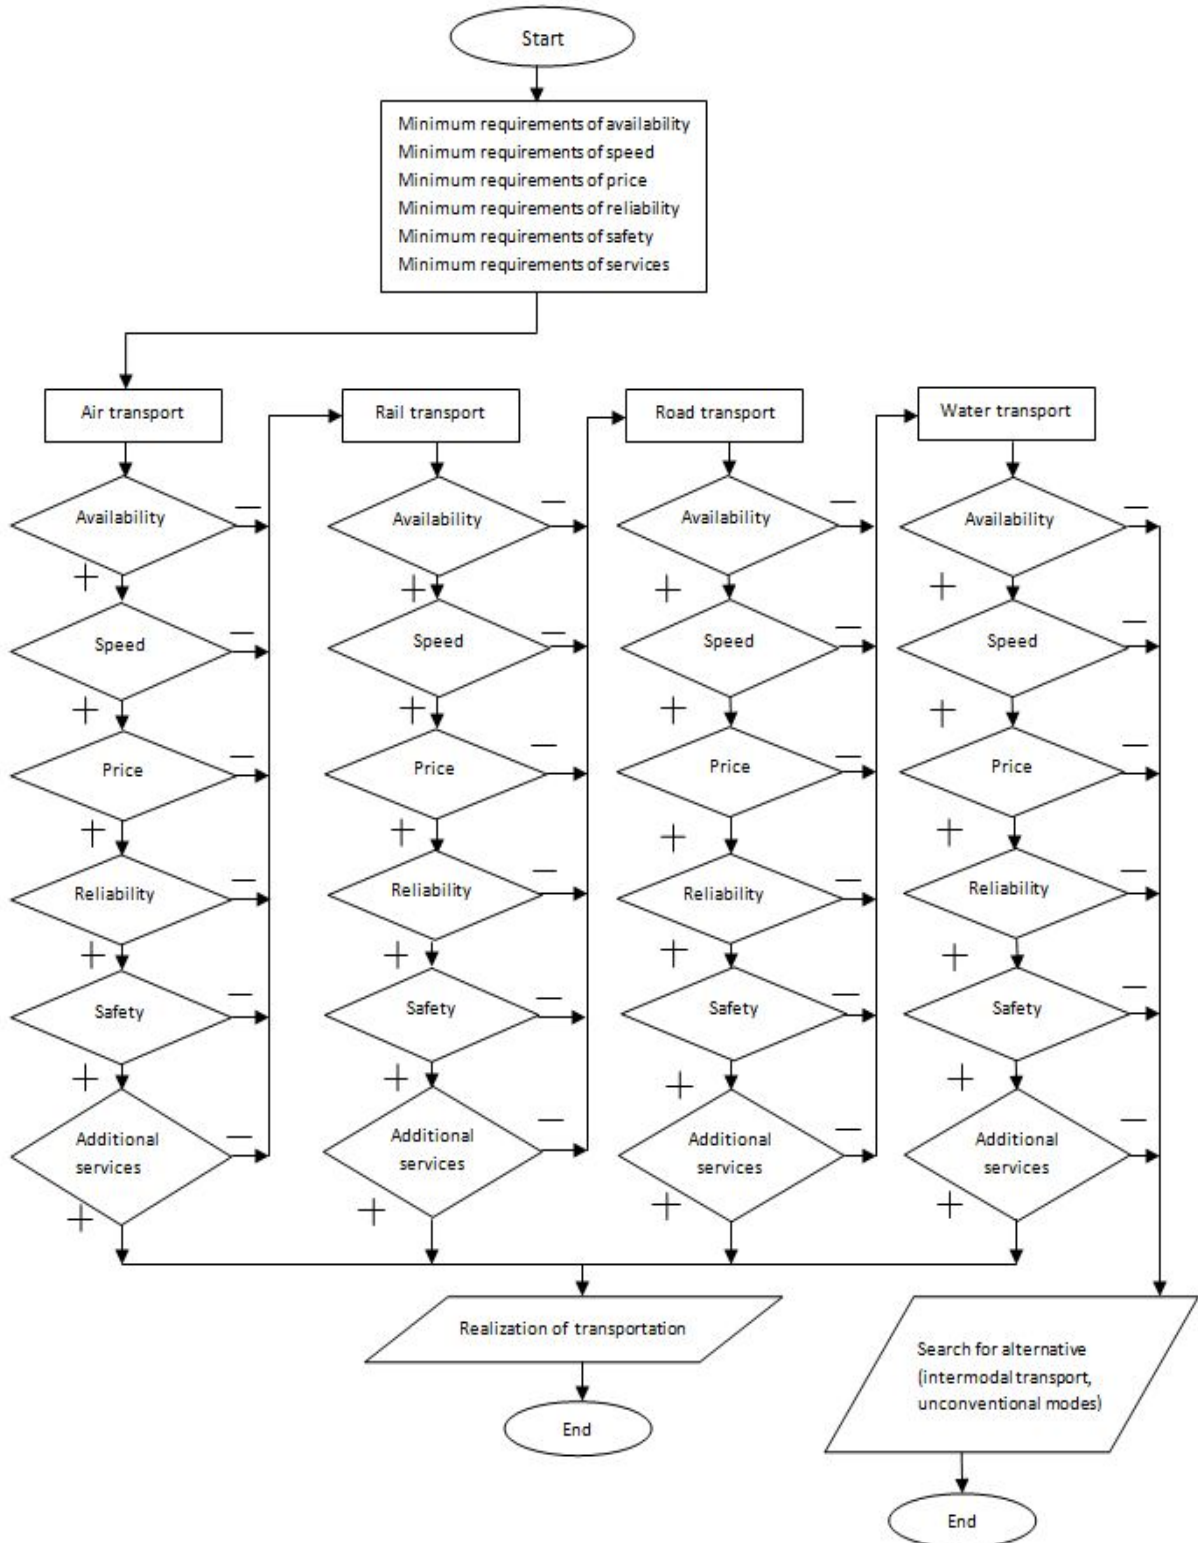 Start
Minimum requirements of availability
Minimum requirements of speed
Minimum requirements of price
Minimum requirements of reliability
Minimum requirements of safety
Minimum requirements of services
Air transport
Availability
—
+
Speed
—
+
Price
—
+
Reliability
—
+
Safety
—
+
Additional
services
—
+
Rail transport
Availability
—
+
Speed
—
+
Price
—
+
Reliability
—
+
Safety
—
+
Additional
services
—
+
Road transport
Availability
—
+
Speed
—
+
Price
—
+
Reliability
—
+
Safety
—
+
Additional
services
—
+
Water transport
Availability
—
+
Speed
—
+
Price
—
+
Reliability
—
+
Safety
—
+
Additional
services
—
+
Realization of transportation
End
Search for alternative
(intermodal transport,
unconventional modes)
End